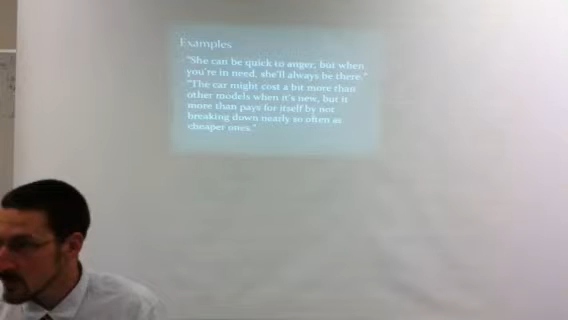 Examples
"She can be quick to anger, but when
you're in need, she'll always be there."
"The car might cost a bit more than
other models when it's new, but it
more than pays for itself by not
breaking down nearly so often as
cheaper ones."